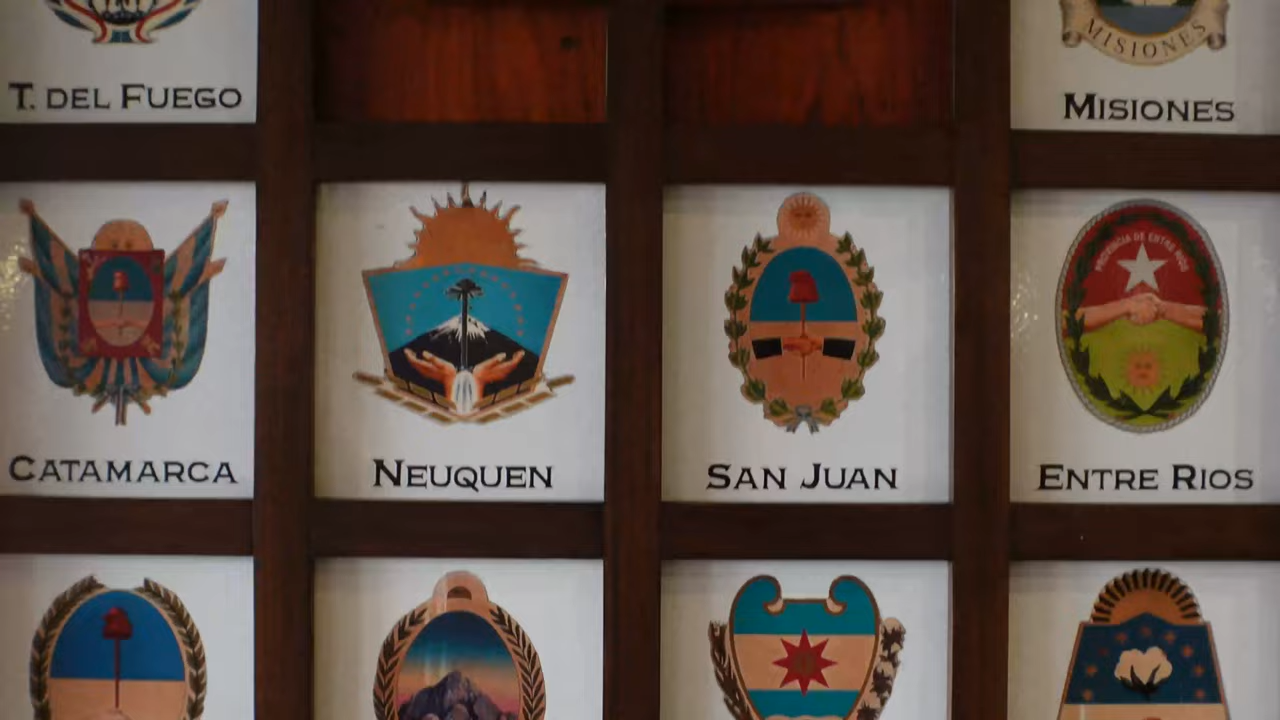 T. DEL FUEGO
MISIONES
MISIONES
CATAMARCA
NEUQUEN
SAN JUAN
PROVINCIA DE ENTRE RIOS
ENTRE RIOS